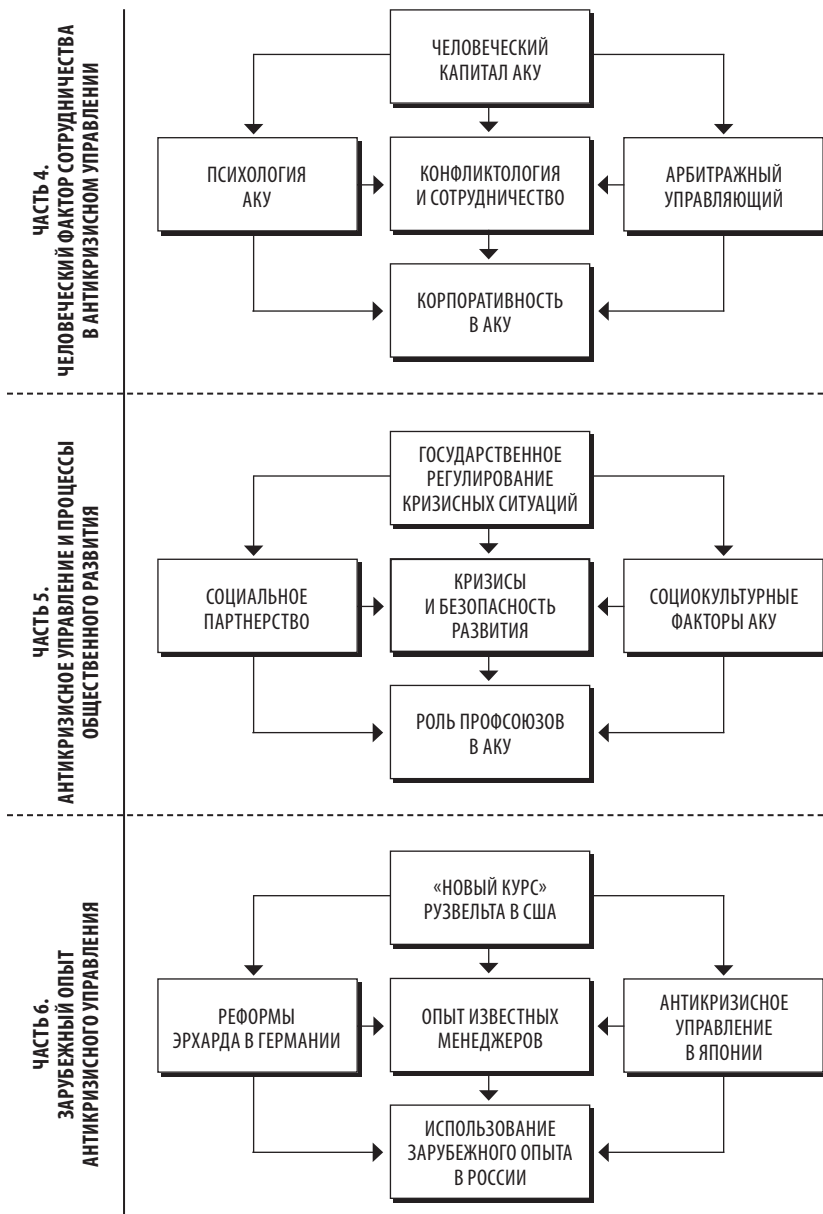 ЧАСТЬ 4.
ЧЕЛОВЕЧЕСКИЙ ФАКТОР СОТРУДНИЧЕСТВА
В АНТИКРИЗИСНОМ УПРАВЛЕНИИ
ЧЕЛОВЕЧЕСКИЙ
КАПИТАЛ АКУ
ПСИХОЛОГИЯ
АКУ
КОНФЛИКТОЛОГИЯ
И СОТРУДНИЧЕСТВО
АРБИТРАЖНЫЙ
УПРАВЛЯЮЩИЙ
КОРПОРАТИВНОСТЬ
В АКУ
ЧАСТЬ 5.
АНТИКРИЗИСНОЕ УПРАВЛЕНИЕ И ПРОЦЕССЫ
ОБЩЕСТВЕННОГО РАЗВИТИЯ
ГОСУДАРСТВЕННОЕ
РЕГУЛИРОВАНИЕ
КРИЗИСНЫХ СИТУАЦИЙ
СОЦИАЛЬНОЕ
ПАРТНЕРСТВО
КРИЗИСЫ
И БЕЗОПАСНОСТЬ
РАЗВИТИЯ
СОЦИОКУЛЬТУРНЫЕ
ФАКТОРЫ АКУ
РОЛЬ ПРОФСОЮЗОВ
В АКУ
ЧАСТЬ 6.
ЗАРУБЕЖНЫЙ ОПЫТ
АНТИКРИЗИСНОГО УПРАВЛЕНИЯ
«НОВЫЙ КУРС»
РУЗВЕЛЬТА В США
РЕФОРМЫ
ЭРХАРДА В ГЕРМАНИИ
ОПЫТ ИЗВЕСТНЫХ
МЕНЕДЖЕРОВ
АНТИКРИЗИСНОЕ
УПРАВЛЕНИЕ
В ЯПОНИИ
ИСПОЛЬЗОВАНИЕ
ЗАРУБЕЖНОГО ОПЫТА
В РОССИИ